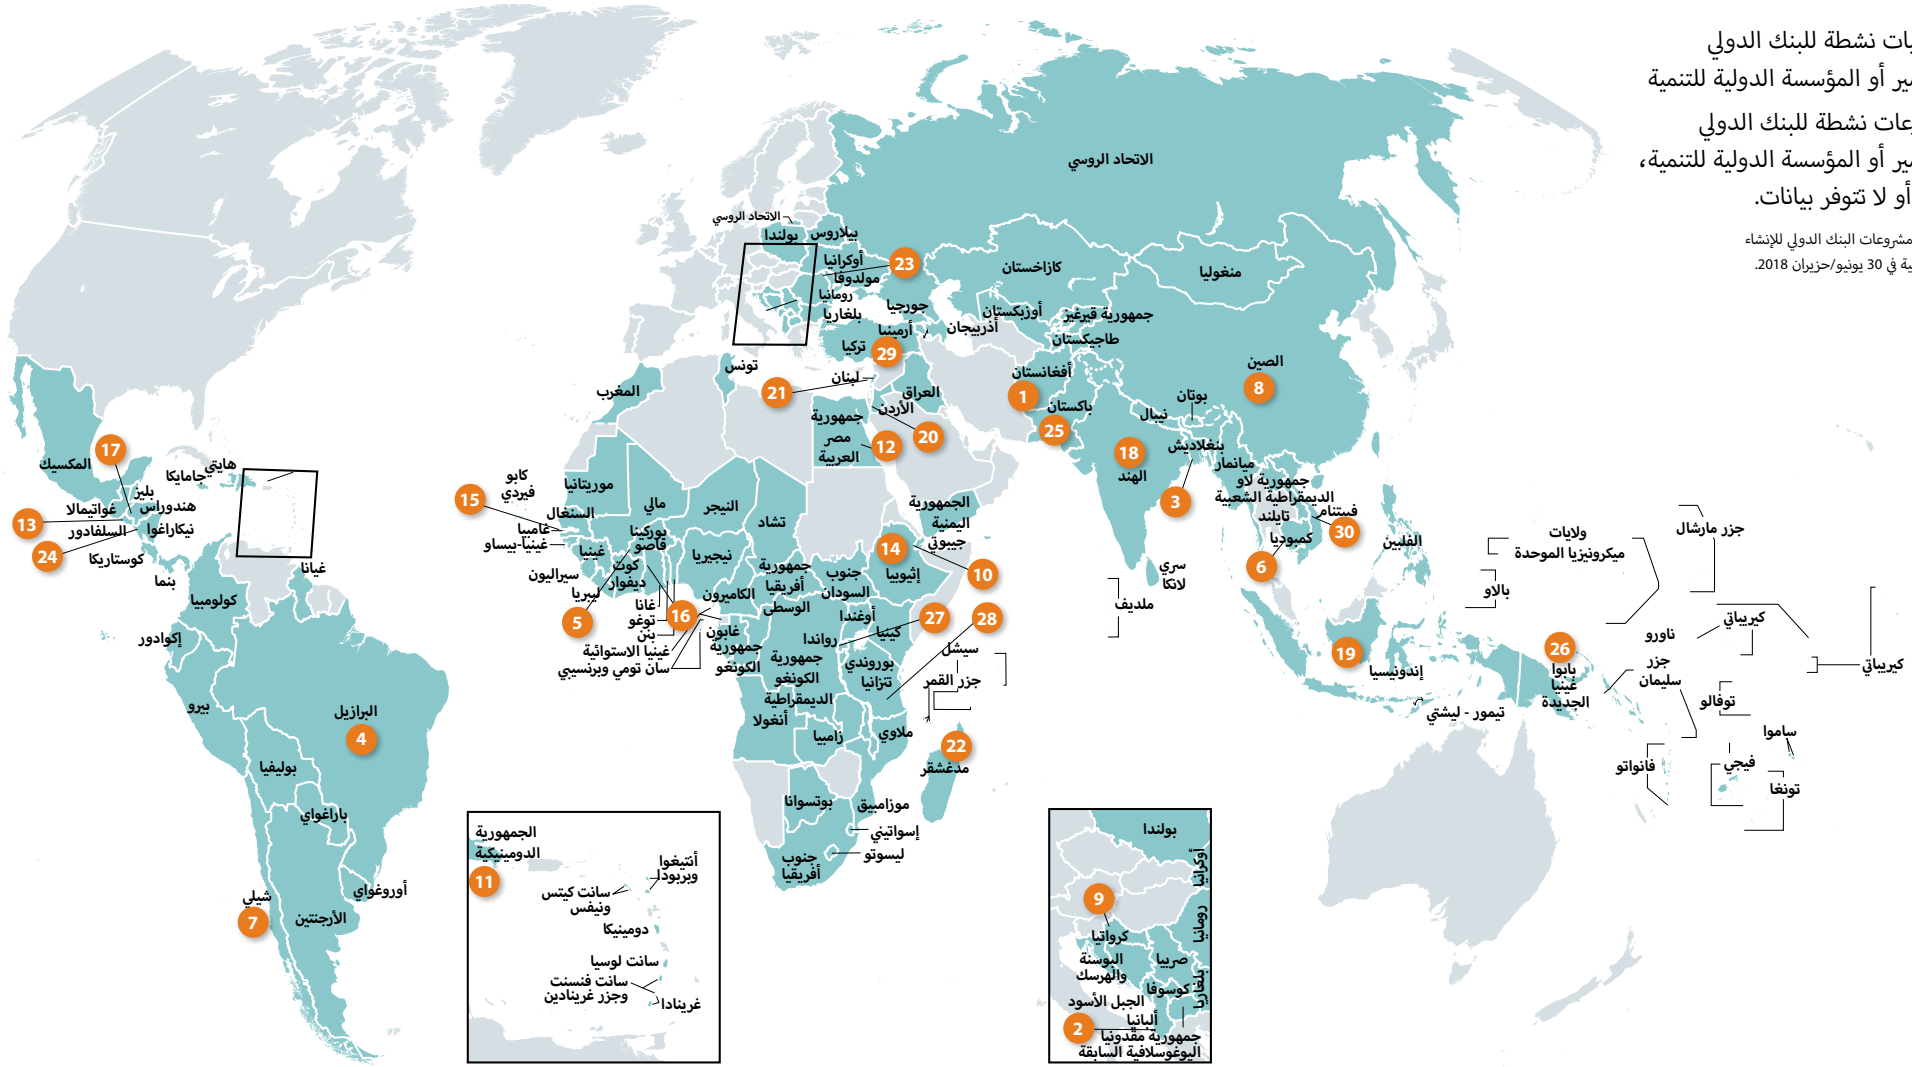 بات نشطة للبنك الدولي
ير أو المؤسسة الدولية للتنمية
عات نشطة للبنك الدولي
ير أو المؤسسة الدولية للتنمية،
أو لا تتوفر بيانات.
مشروعات البنك الدولي للإنشاء
ية في 30 يونيو/حزيران 2018.
الاتحاد الروسي
الاتحاد الروسي
بولندا
بيلاروس
أوكرانيا
23
مولدوفا
رومانيا
بلغاريا
جورجيا
أرمينيا
أذربيجان
تركيا
29
كازاخستان
أوزبكستان
جمهورية قيرغيز
طاجيكستان
منغوليا
الصين
8
تونس
المغرب
لبنان
21
العراق
الأردن
20
جمهورية
مصر
العربية
12
أفغانستان
1
باكستان
25
نيبال
بوتان
بنغلاديش
3
18
الهند
ميانمار
جمهورية لاو
الديمقراطية الشعبية
تايلند
فييتنام
30
كمبوديا
6
الفلبين
سري
لانكا
ملديف
المكسيك
17
بليز
هندوراس
غواتيمالا
13
السلفادور
نيكاراغوا
24
كوستاريكا
بنما
هايتي
جامايكا
غيانا
كولومبيا
إكوادور
بيرو
البرازيل
4
بوليفيا
باراغواي
أوروغواي
شيلي
7
الأرجنتين
كابو
فيردي
15
موريتانيا
السنغال
غامبيا
غينيا-بيساو
مالي
النيجر
تشاد
بوركينا
فاصو
غينيا
سيراليون
ليبريا
5
كوت
ديفوار
غانا
توغو
بنن
16
نيجيريا
الكاميرون
غينيا الاستوائية
سان تومي وبرنسيبي
جمهورية
أفريقيا
الوسطى
جنوب
السودان
14
إثيوبيا
الجمهورية
اليمنية
جيبوتي
10
غابون
جمهورية
الكونغو
جمهورية
الكونغو
الديمقراطية
أوغندا
كينيا
رواندا
27
بوروندي
تنزانيا
28
سيشل
جزر القمر
أنغولا
زامبيا
ملاوي
22
مدغشقر
موزامبيق
بوتسوانا
إسواتيني
ليسوتو
جنوب
أفريقيا
19
إندونيسيا
تيمور - ليشتي
26
بابوا
غينيا
الجديدة
ولايات
ميكرونيزيا الموحدة
جزر مارشال
بالاو
كيريباتي
ناورو
جزر
سليمان
كيريباتي
توفالو
ساموا
فانواتو
فيجي
تونغا
الجمهورية
الدومينيكية
11
أنتيغوا
وبربودا
سانت كيتس
ونيفس
دومينيكا
سانت لوسيا
سانت فنسنت
وجزر غرينادين
غرينادا
بولندا
أوكرانيا
9
كرواتيا
رومانيا
البوسنة
والهرسك
صربيا
كوسوفا
بلغاريا
الجبل الأسود
ألبانيا
2
جمهورية مقدونيا
اليوغوسلافية السابقة